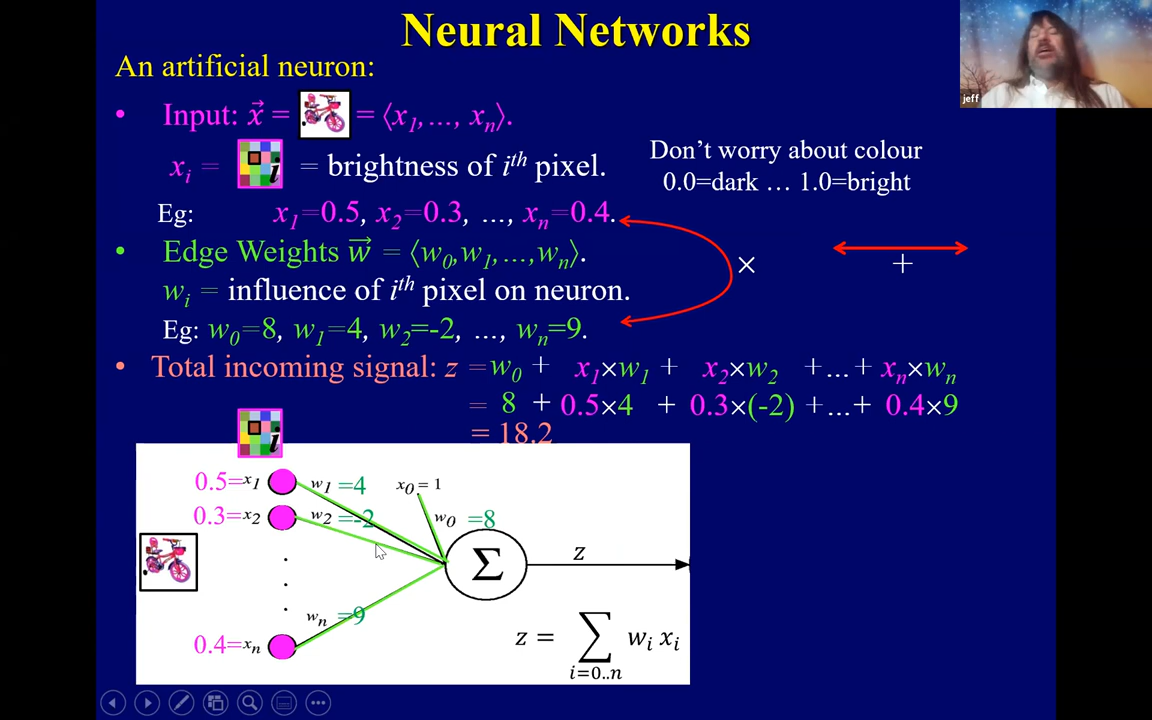 Neural Networks
jeff
An artificial neuron:
• Input: x⃗ = = ⟨x₁,…, xₙ⟩.
xᵢ = i = brightness of iᵗʰ pixel.
Don't worry about colour
0.0=dark … 1.0=bright
Eg: x₁=0.5, x₂=0.3, …, xₙ=0.4.
• Edge Weights w⃗ = ⟨w₀,w₁,…,wₙ⟩.
× +
wᵢ = influence of iᵗʰ pixel on neuron.
Eg: w₀=8, w₁=4, w₂=-2, …, wₙ=9.
• Total incoming signal: z = w₀ + x₁×w₁ + x₂×w₂ +…+ xₙ×wₙ
= 8 + 0.5×4 + 0.3×(-2) +…+ 0.4×9
= 18.2
i
0.5=x₁ w₁ =4 x₀ = 1
0.3=x₂ w₂ =-2 w₀ =8
Σ z
wₙ =9
0.4=xₙ
z = ∑ wᵢ xᵢ
i=0..n